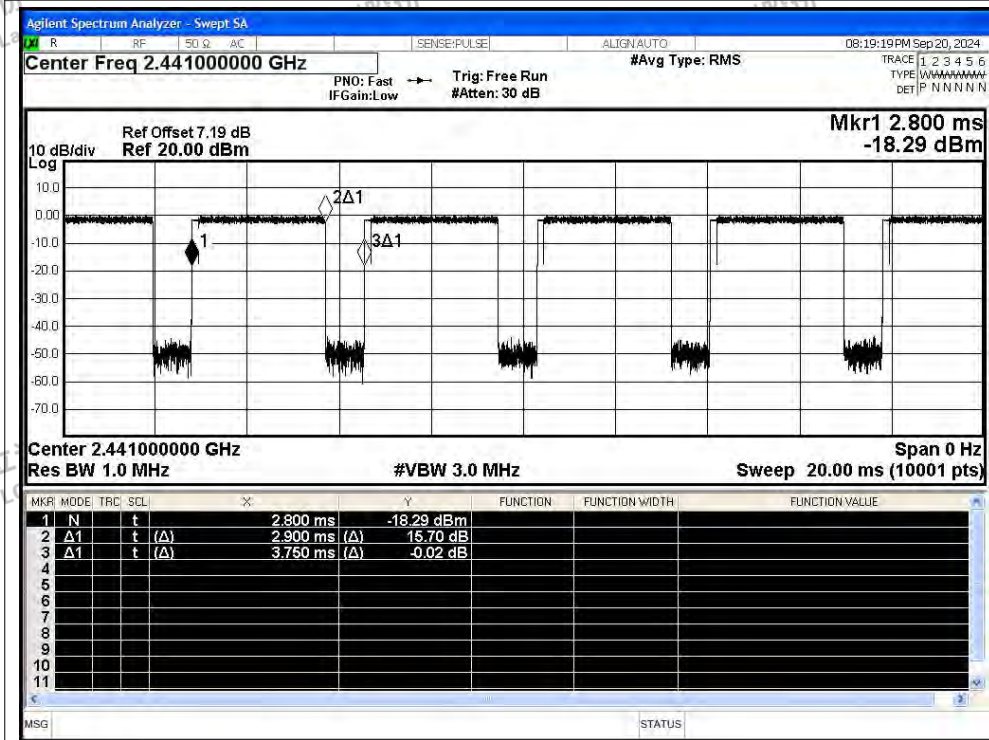 Agilent Spectrum Analyzer - Swept SA
R RF 50 Ω AC SENSE:PULSE ALIGN AUTO 08:19:19 PM Sep 20, 2024
Center Freq 2.441000000 GHz #Avg Type: RMS TRACE 1 2 3 4 5 6
PNO: Fast Trig: Free Run TYPE
IFGain:Low #Atten: 30 dB DET P N N N N N
Mkr1 2.800 ms
Ref Offset 7.19 dB
10 dB/div Ref 20.00 dBm -18.29 dBm
Log
10.0
2Δ1
0.00
1 3Δ1
-10.0
-20.0
-30.0
-40.0
-50.0
-60.0
-70.0
Center 2.441000000 GHz Span 0 Hz
Res BW 1.0 MHz #VBW 3.0 MHz Sweep 20.00 ms (10001 pts)
MKR MODE TRC SCL X Y FUNCTION FUNCTION WIDTH FUNCTION VALUE
1 N t 2.800 ms -18.29 dBm
2 Δ1 t (Δ) 2.900 ms (Δ) 15.70 dB
3 Δ1 t (Δ) 3.750 ms (Δ) -0.02 dB
4
5
6
7
8
9
10
11
MSG STATUS